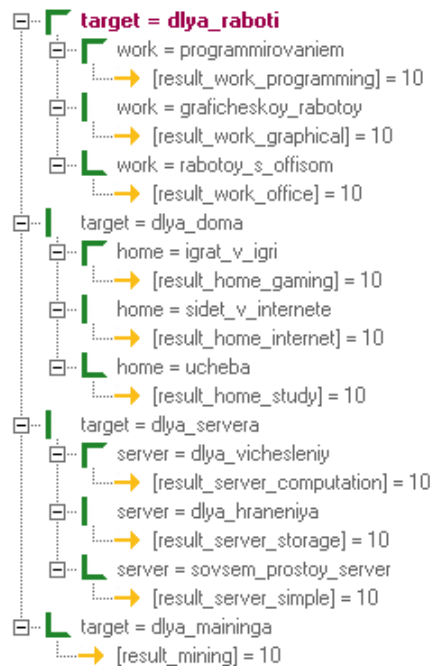 target = dlya_raboti
work = programmirovaniem
[result_work_programming] = 10
work = graficheskoy_rabotoy
[result_work_graphical] = 10
work = rabotoy_s_offisom
[result_work_office] = 10
target = dlya_doma
home = igrat_v_igri
[result_home_gaming] = 10
home = sidet_v_internete
[result_home_internet] = 10
home = ucheba
[result_home_study] = 10
target = dlya_servera
server = dlya_vichesleniy
[result_server_computation] = 10
server = dlya_hraneniya
[result_server_storage] = 10
server = sovsem_prostoy_server
[result_server_simple] = 10
target = dlya_maininga
[result_mining] = 10